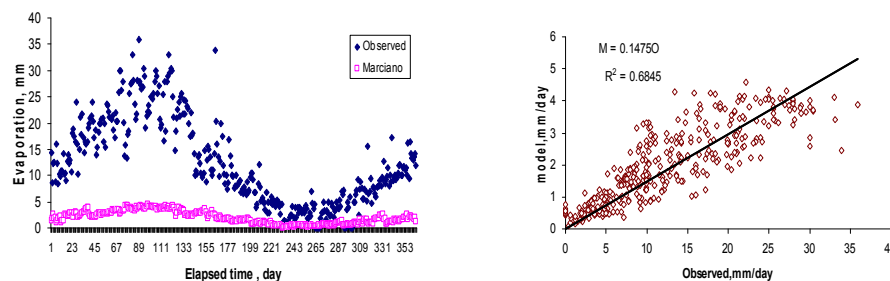 40
35
30
25
20
15
10
5
0
Evaporation, mm
Observed
Marciano
1 23 45 67 89 111 133 155 177 199 221 243 265 287 309 331 353
Elapsed time , day
6
5
4
3
2
1
0
model,mm/day
M = 0.1475O
R² = 0.6845
0 5 10 15 20 25 30 35 40
Observed,mm/day